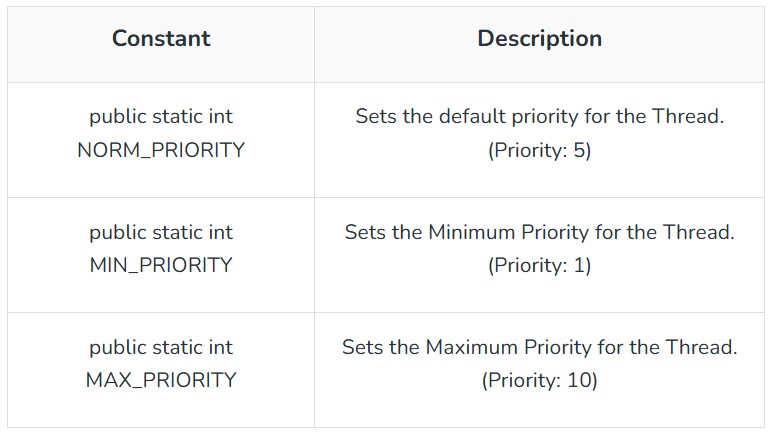 Constant
Description
public static int
NORM_PRIORITY
Sets the default priority for the Thread.
(Priority: 5)
public static int
MIN_PRIORITY
Sets the Minimum Priority for the Thread.
(Priority: 1)
public static int
MAX_PRIORITY
Sets the Maximum Priority for the Thread.
(Priority: 10)